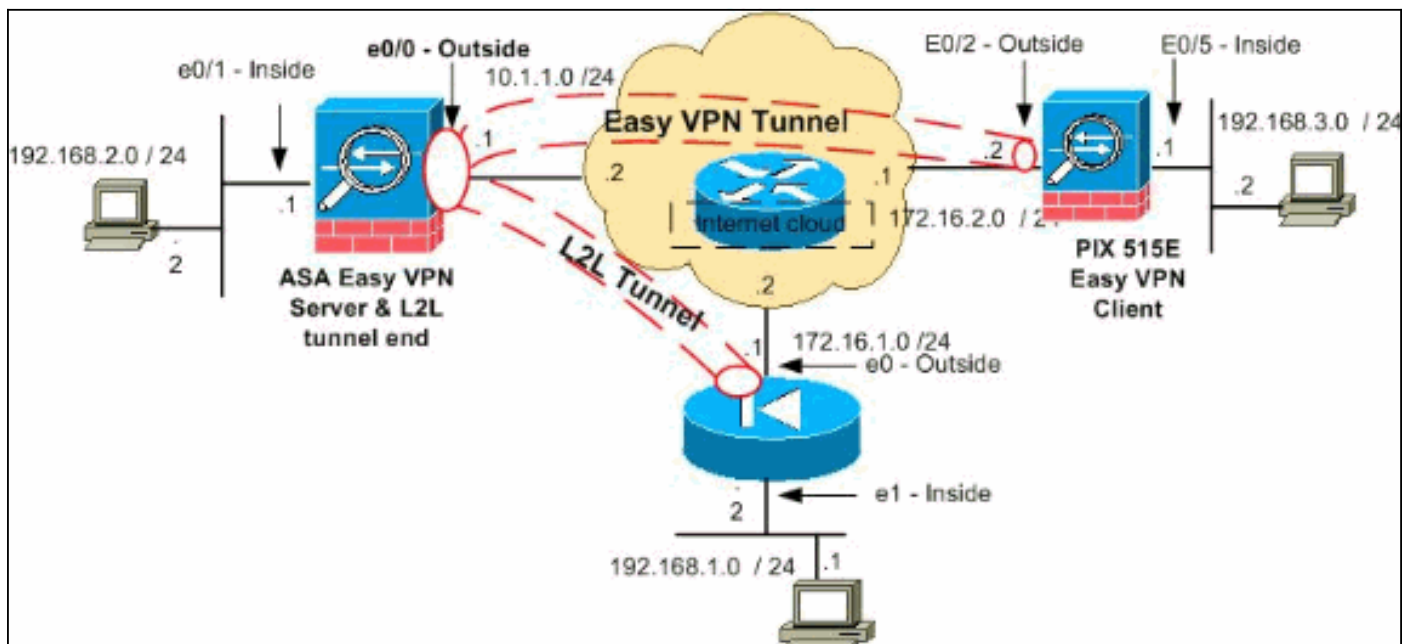 e0/0 - Outside
e0/1 - Inside
10.1.1.0 /24
E0/2 - Outside
E0/5 - Inside
192.168.2.0 / 24
Easy VPN Tunnel
192.168.3.0 / 24
.1
.2
.2
.1
.1
.2
.1
.2
Internet cloud
172.16.2.0 / 24
ASA Easy VPN
Server & L2L
tunnel end
L2L Tunnel
PIX 515E
Easy VPN
Client
.2
.1
172.16.1.0 /24
e0 - Outside
.2
e1 - Inside
192.168.1.0 / 24
.1